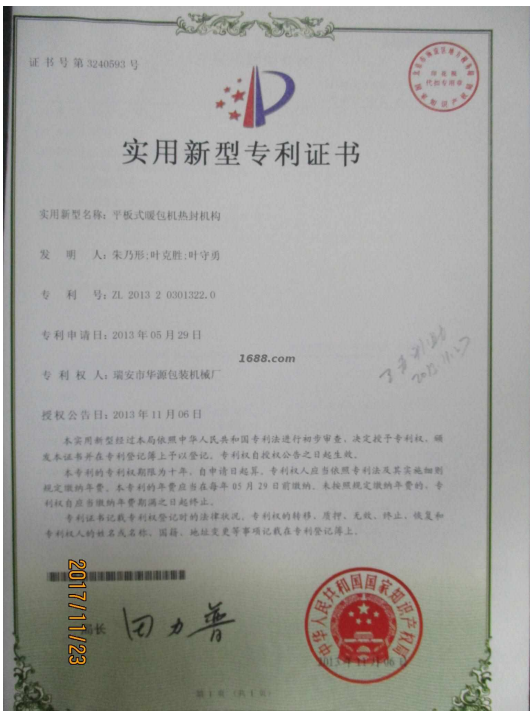 证书号第3240593号
实用新型专利证书
实用新型名称：平板式暖包机热封机构
发 明 人：朱乃彤;叶克胜;叶守勇
专 利 号：ZL 2013 2 0301322.0
专利申请日：2013年05月29日
1688.com
专 利 权 人：瑞安市华源包装机械厂
授权公告日：2013年11月06日
本实用新型经过本局依照中华人民共和国专利法进行初步审查，决定授予专利权，颁
发本证书并在专利登记簿上予以登记。专利权自授权公告之日起生效。
本专利的专利权期限为十年，自申请日起算。专利权人应当依照专利法及其实施细则
规定缴纳年费。本专利的年费应当在每年05月29日前缴纳。未按照规定缴纳年费的，专
利权自应当缴纳年费期满之日起终止。
专利证书记载专利权登记时的法律状况。专利权的转移、质押、无效、终止、恢复和
专利权人的姓名或名称、国籍、地址变更等事项记载在专利登记簿上。
2017/11/23
局长
田力普
中华人民共和国国家知识产权局
2013年11月06日
第1页（共1页）